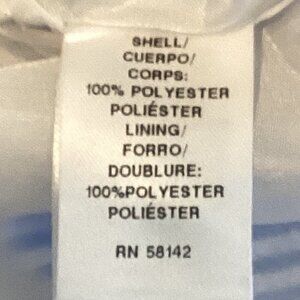 SHELL/
CUERPO/
CORPS:
100% POLYESTER
POLIÉSTER
LINING/
FORRO/
DOUBLURE:
100%POLYESTER
POLIÉSTER
RN 58142